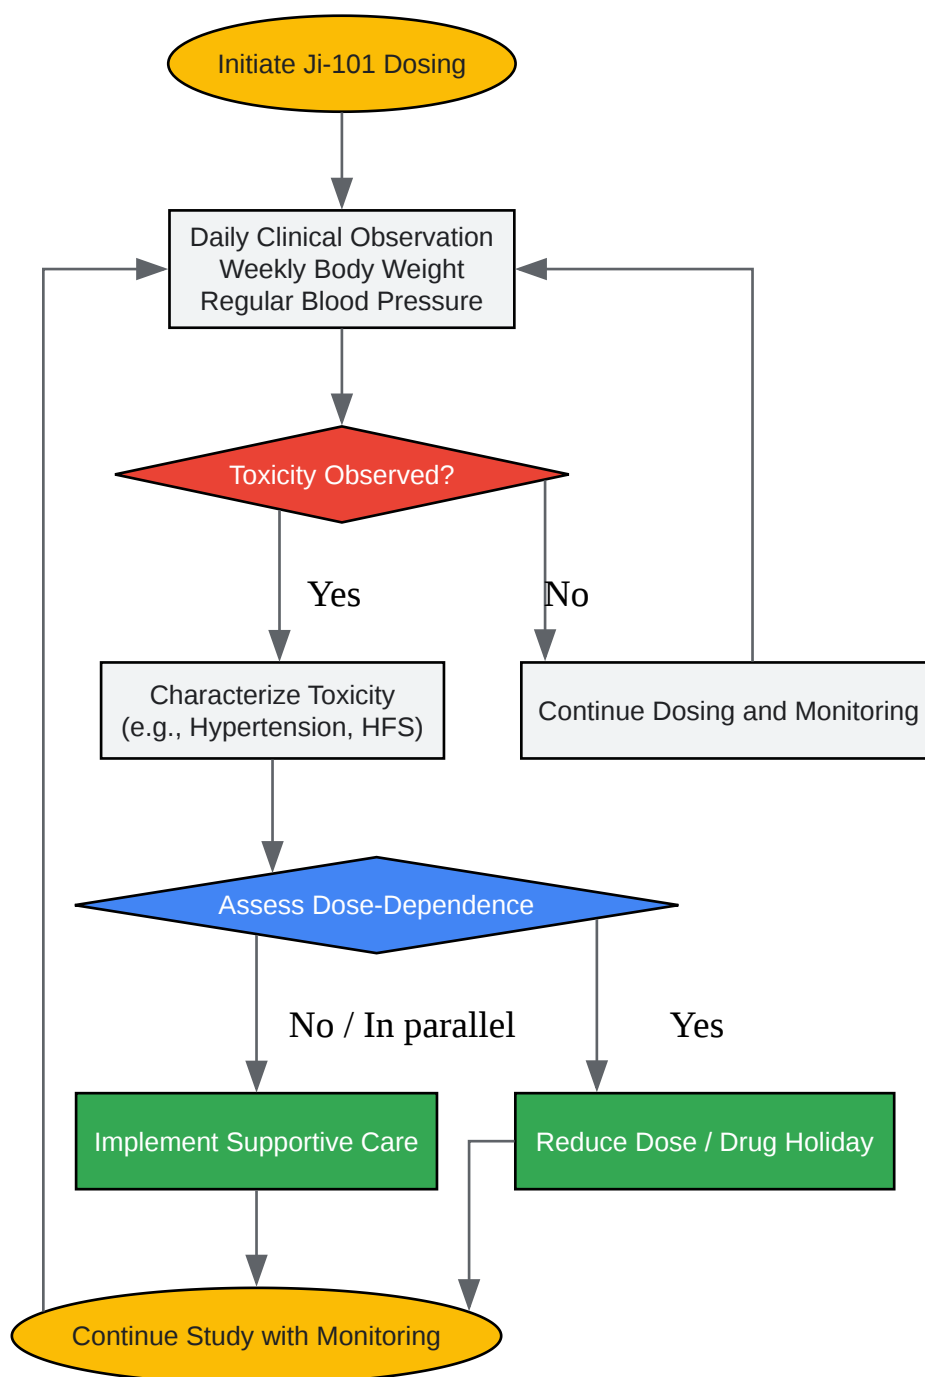 Initiate Ji-101 Dosing
Daily Clinical Observation
Weekly Body Weight
Regular Blood Pressure
Toxicity Observed?
Yes
No
Characterize Toxicity
(e.g., Hypertension, HFS)
Continue Dosing and Monitoring
Assess Dose-Dependence
No / In parallel
Yes
Implement Supportive Care
Reduce Dose / Drug Holiday
Continue Study with Monitoring